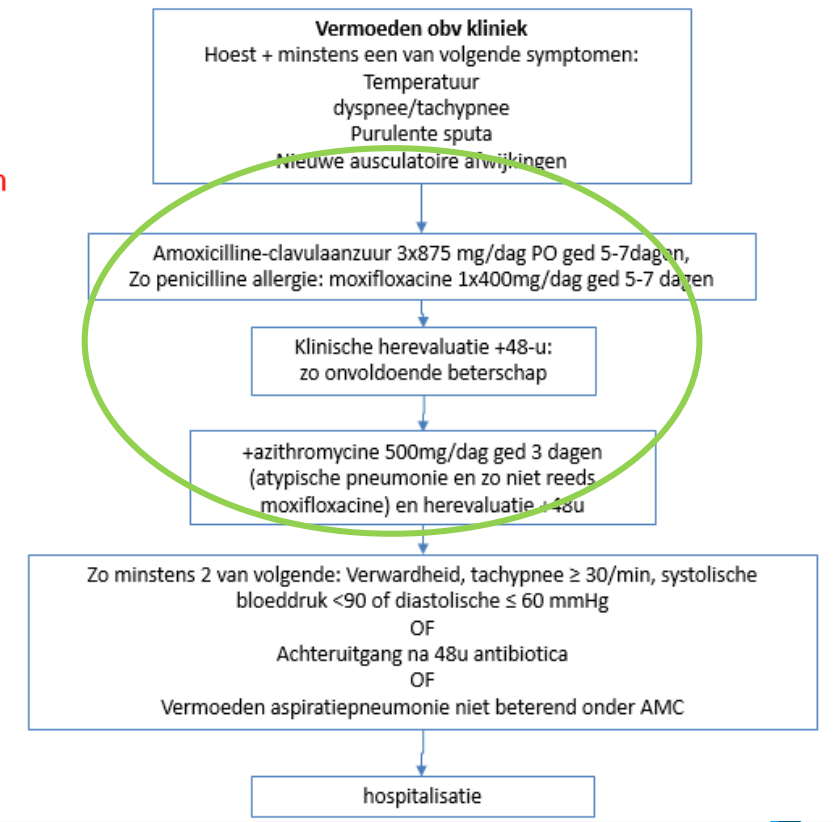 Vermoeden obv kliniek
Hoest + minstens een van volgende symptomen:
Temperatuur
dyspnee/tachypnee
Purulente sputa
Nieuwe ausculatoire afwijkingen
n
Amoxicilline-clavulaanzuur 3x875 mg/dag PO ged 5-7dagen,
Zo penicilline allergie: moxifloxacine 1x400mg/dag ged 5-7 dagen
Klinische herevaluatie +48-u:
zo onvoldoende beterschap
+azithromycine 500mg/dag ged 3 dagen
(atypische pneumonie en zo niet reeds
moxifloxacine) en herevaluatie +48u
Zo minstens 2 van volgende: Verwardheid, tachypnee ≥ 30/min, systolische
bloeddruk <90 of diastolische ≤ 60 mmHg
OF
Achteruitgang na 48u antibiotica
OF
Vermoeden aspiratiepneumonie niet beterend onder AMC
hospitalisatie